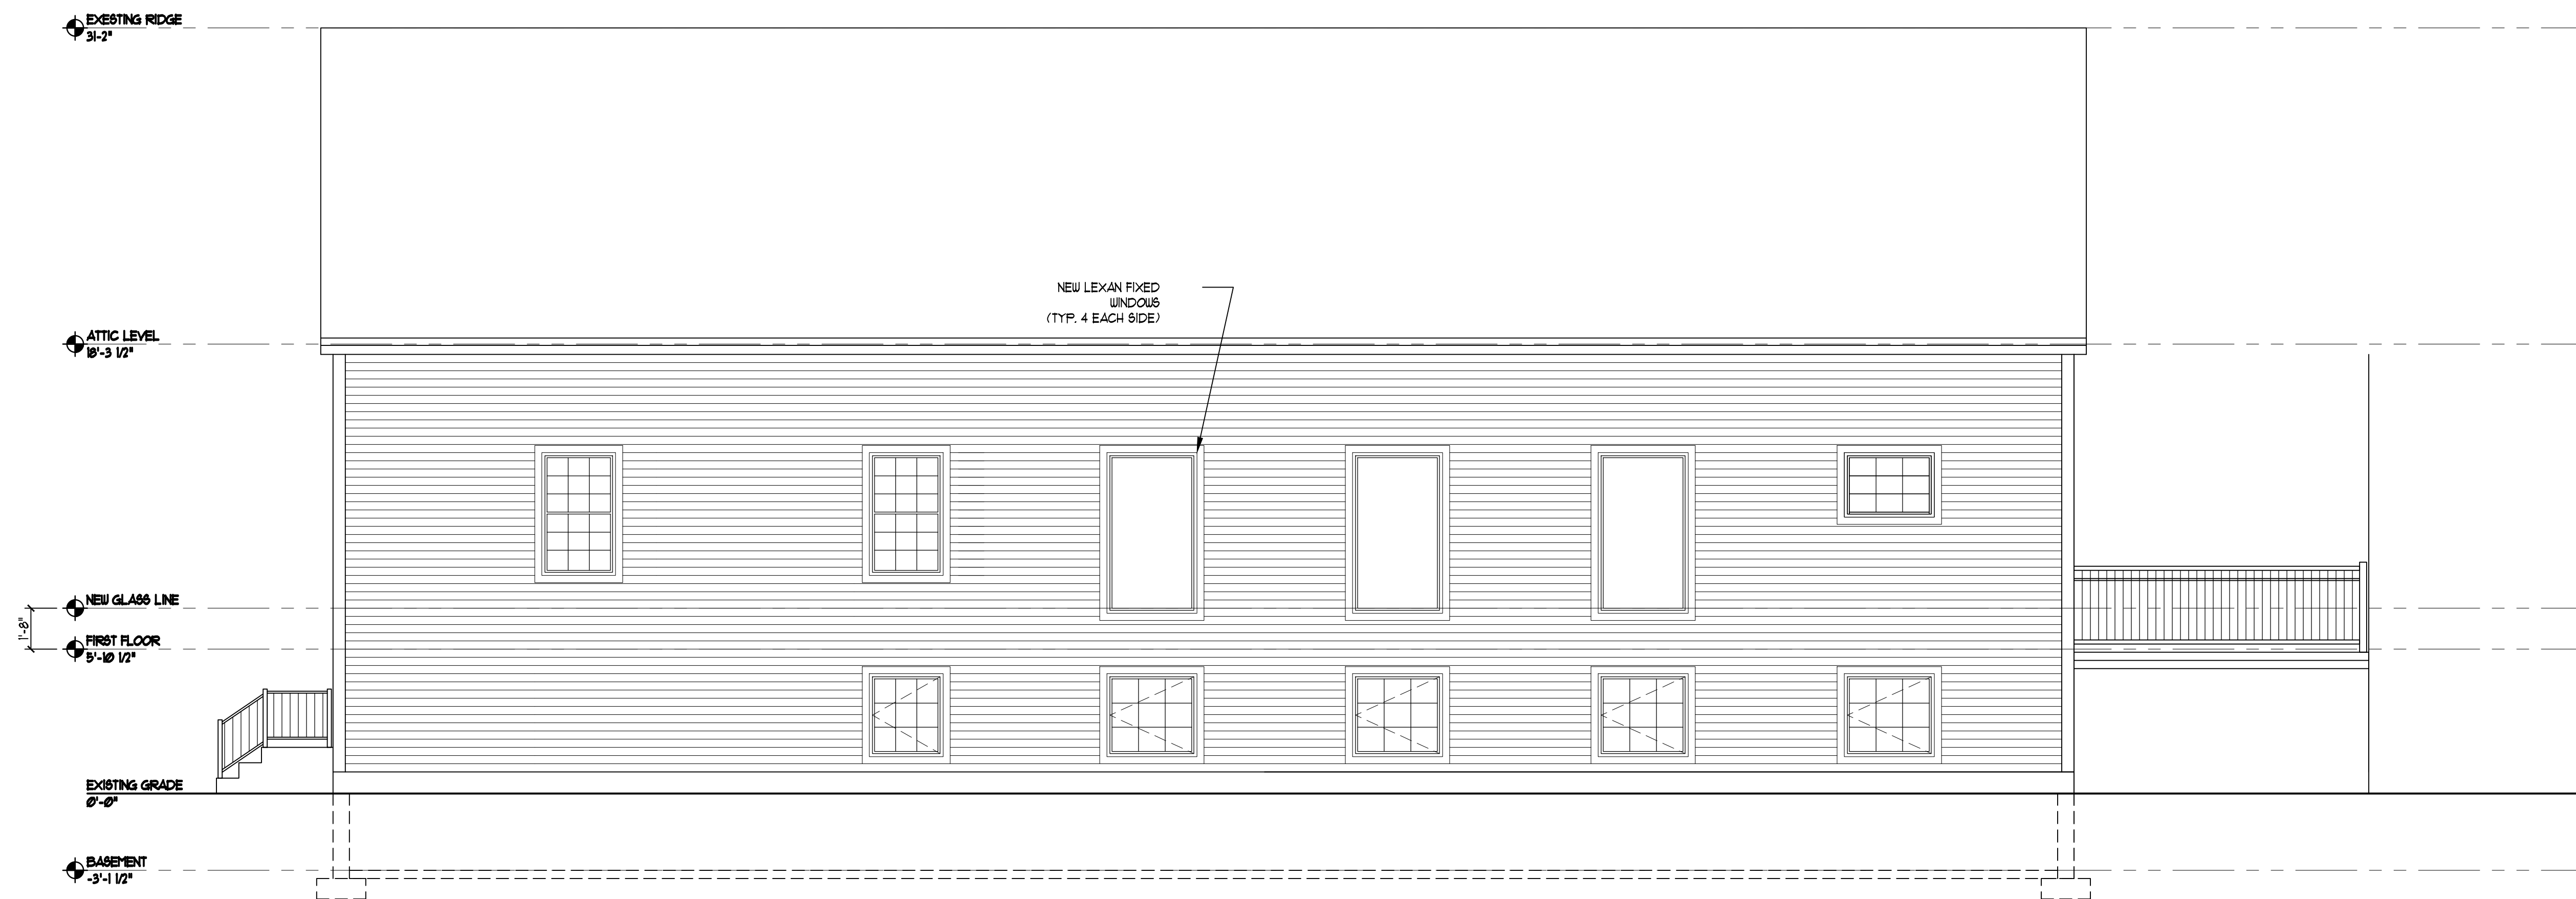 EXESTING RIDGE
31-2"
NEW LEXAN FIXED
WINDOWS
(TYP. 4 EACH SIDE)
ATTIC LEVEL
18'-3 1/2"
NEW GLASS LINE
1'-8"
FIRST FLOOR
5'-10 1/2"
EXISTING GRADE
0'-0"
BASEMENT
-3'-1 1/2"